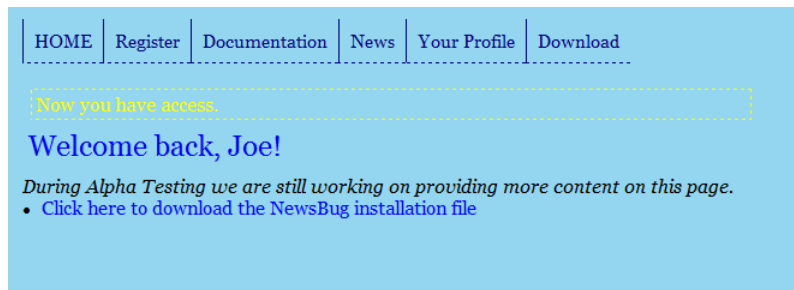 HOME Register Documentation News Your Profile Download
Now you have access.
Welcome back, Joe!
During Alpha Testing we are still working on providing more content on this page.
• Click here to download the NewsBug installation file